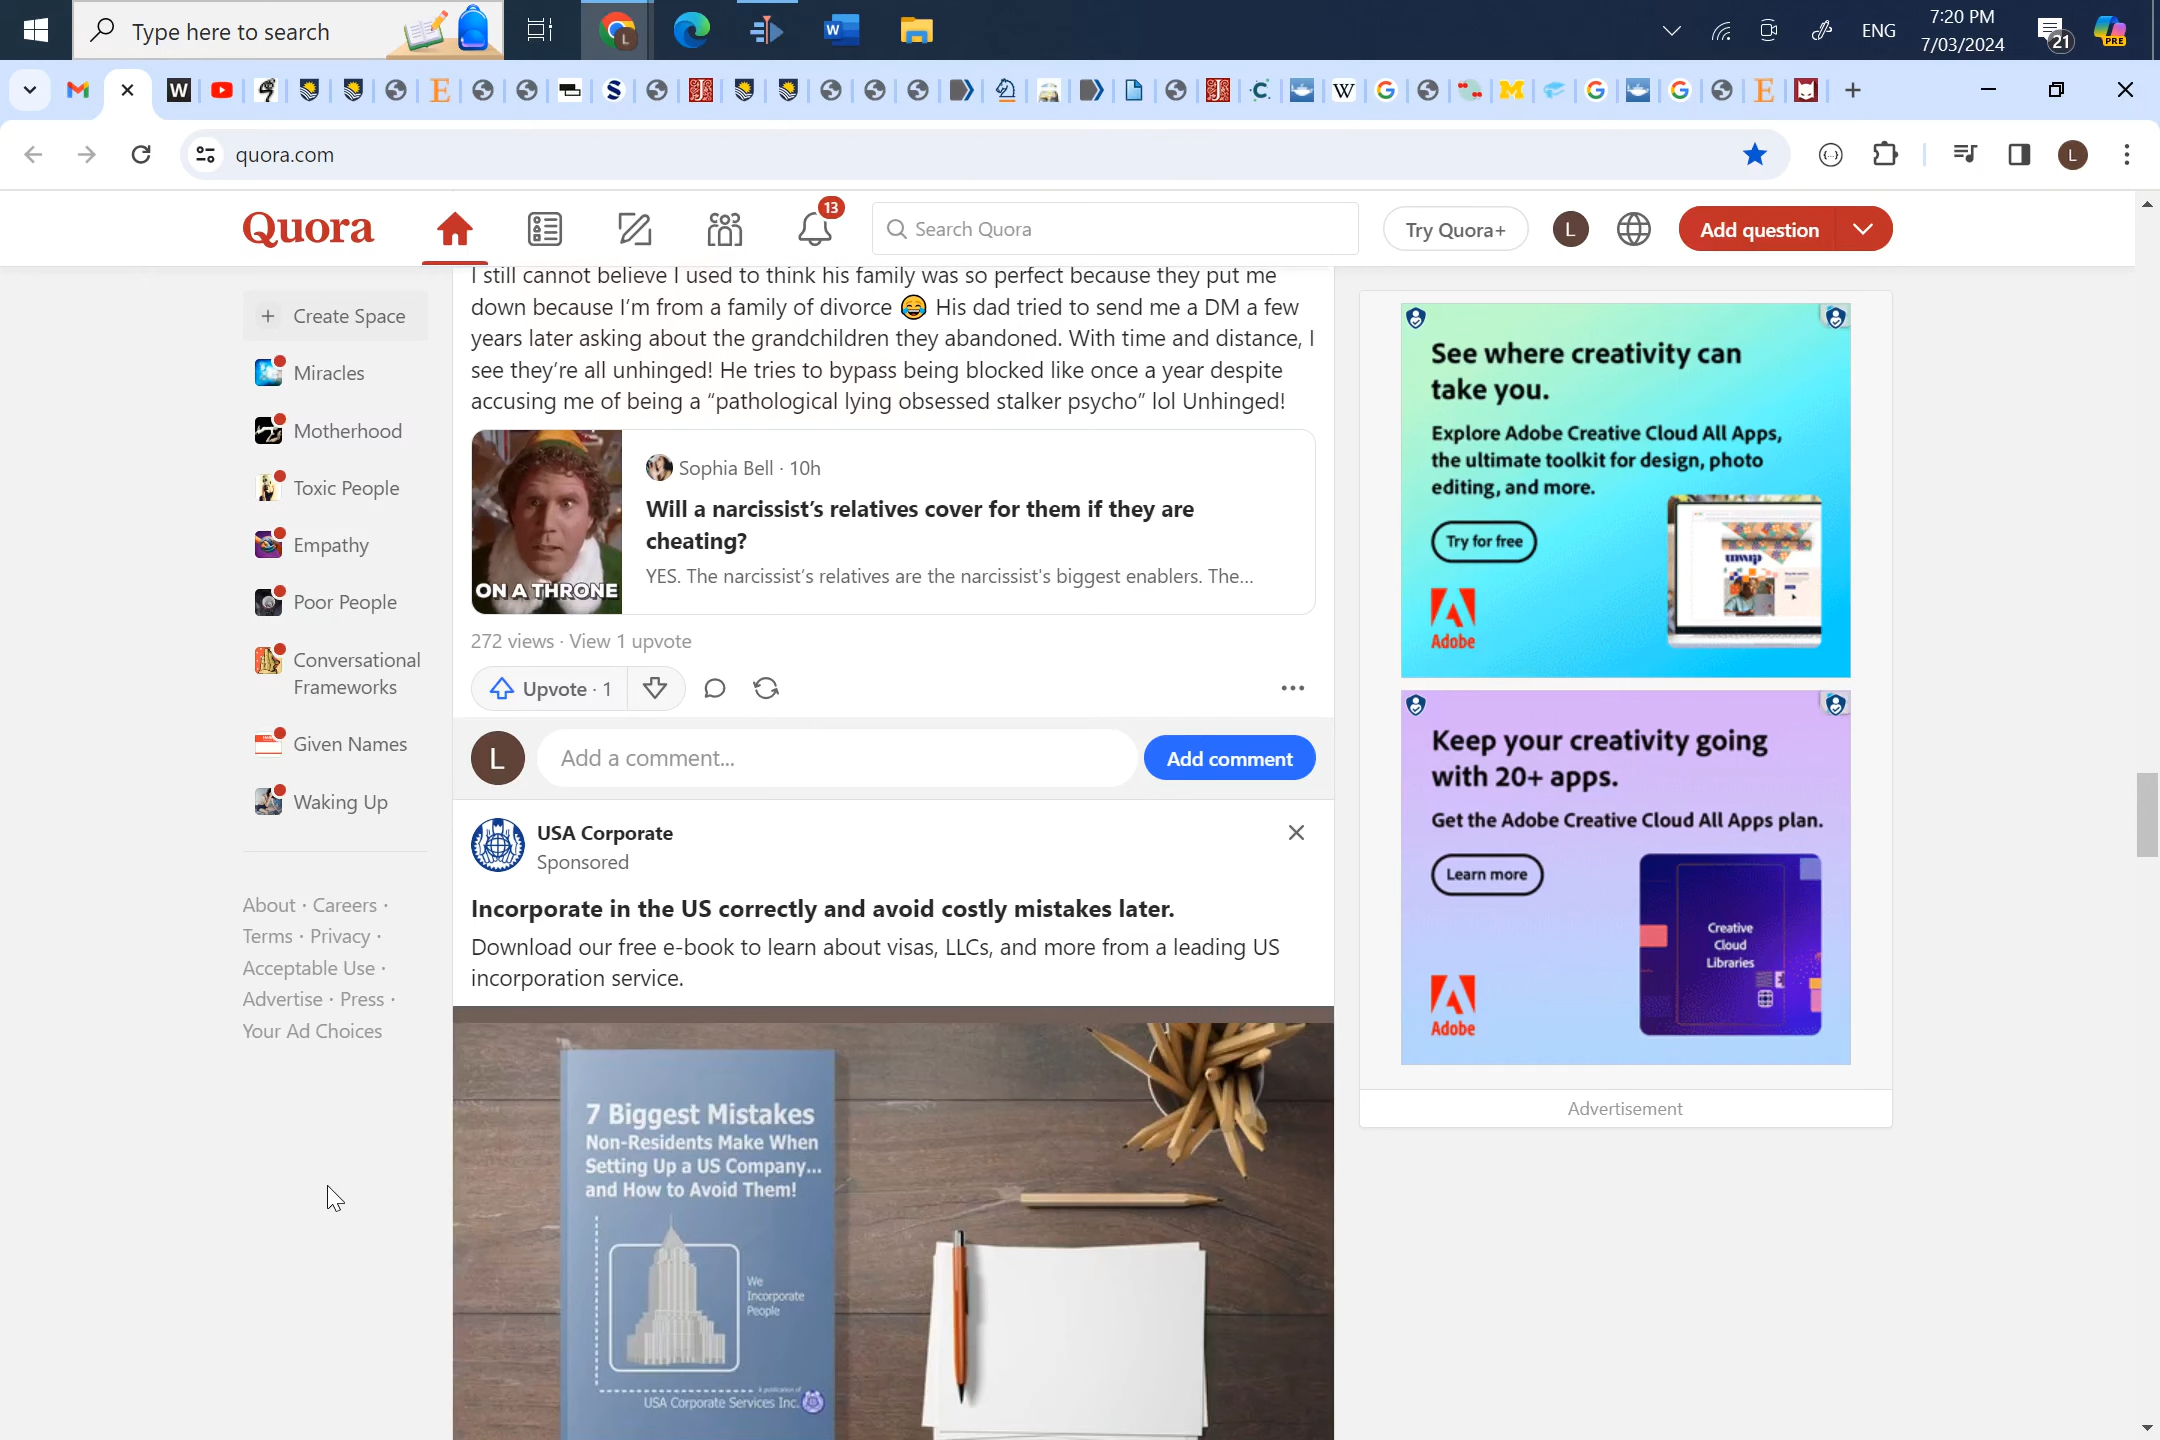 Type here to search
ENG
7:20 PM
7/03/2024
21
PRE
L
quora.com
L
Quora
13
Search Quora
Try Quora+
L
Add question
Create Space
Miracles
Motherhood
Toxic People
Empathy
Poor People
Conversational
Frameworks
Given Names
Waking Up
About · Careers ·
Terms · Privacy ·
Acceptable Use ·
Advertise · Press ·
Your Ad Choices
I still cannot believe I used to think his family was so perfect because they put me
down because I’m from a family of divorce 😂 His dad tried to send me a DM a few
years later asking about the grandchildren they abandoned. With time and distance, I
see they’re all unhinged! He tries to bypass being blocked like once a year despite
accusing me of being a “pathological lying obsessed stalker psycho” lol Unhinged!
ON A THRONE
Sophia Bell · 10h
Will a narcissist’s relatives cover for them if they are
cheating?
YES. The narcissist’s relatives are the narcissist's biggest enablers. The...
272 views · View 1 upvote
Upvote · 1
L
Add a comment...
Add comment
USA Corporate
Sponsored
Incorporate in the US correctly and avoid costly mistakes later.
Download our free e-book to learn about visas, LLCs, and more from a leading US
incorporation service.
7 Biggest Mistakes
Non-Residents Make When
Setting Up a US Company...
and How to Avoid Them!
We
Incorporate
People
A publication of
USA Corporate Services Inc.
See where creativity can
take you.
Explore Adobe Creative Cloud All Apps,
the ultimate toolkit for design, photo
editing, and more.
Try for free
Adobe
Keep your creativity going
with 20+ apps.
Get the Adobe Creative Cloud All Apps plan.
Learn more
Creative
Cloud
Libraries
Adobe
Advertisement